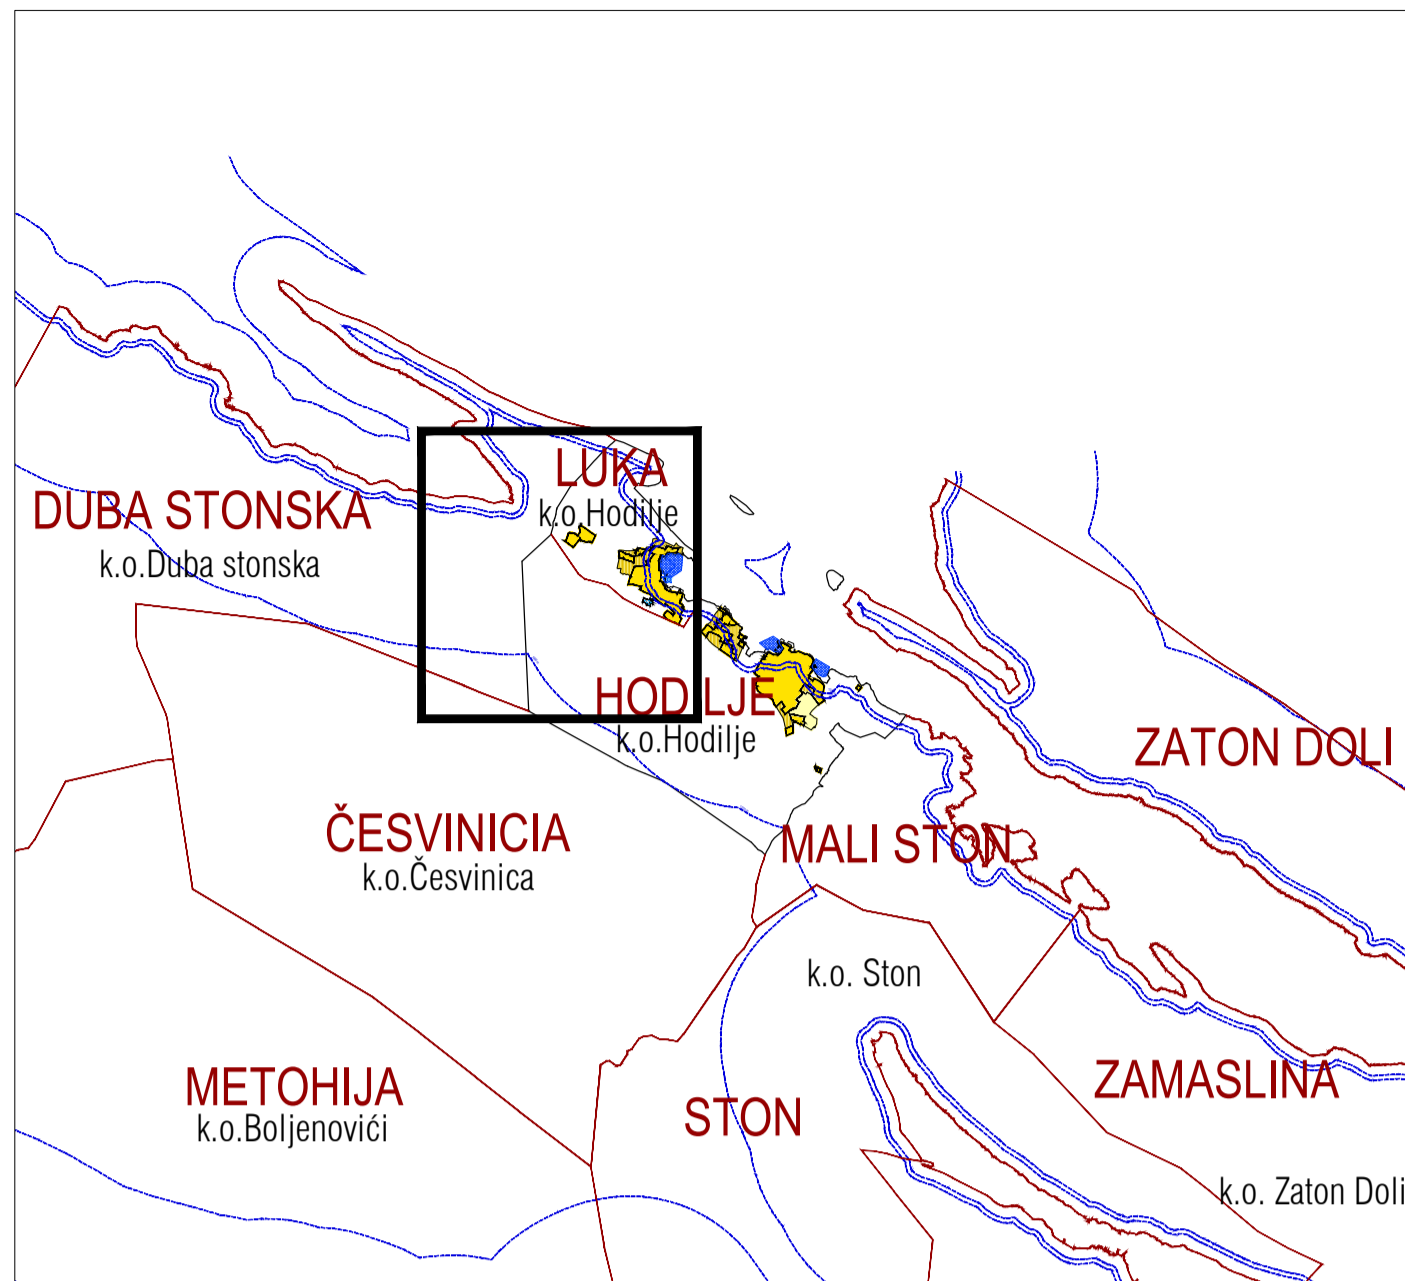 LUKA
k.o.Hodilje
DUBA STONSKA
k.o.Duba stonska
HODILJE
k.o.Hodilje
ZATON DOLI
ČESVINICIA
k.o.Česvinica
MALI STON
k.o. Ston
METOHIJA
k.o.Boljenovići
STON
ZAMASLINA
k.o. Zaton Doli